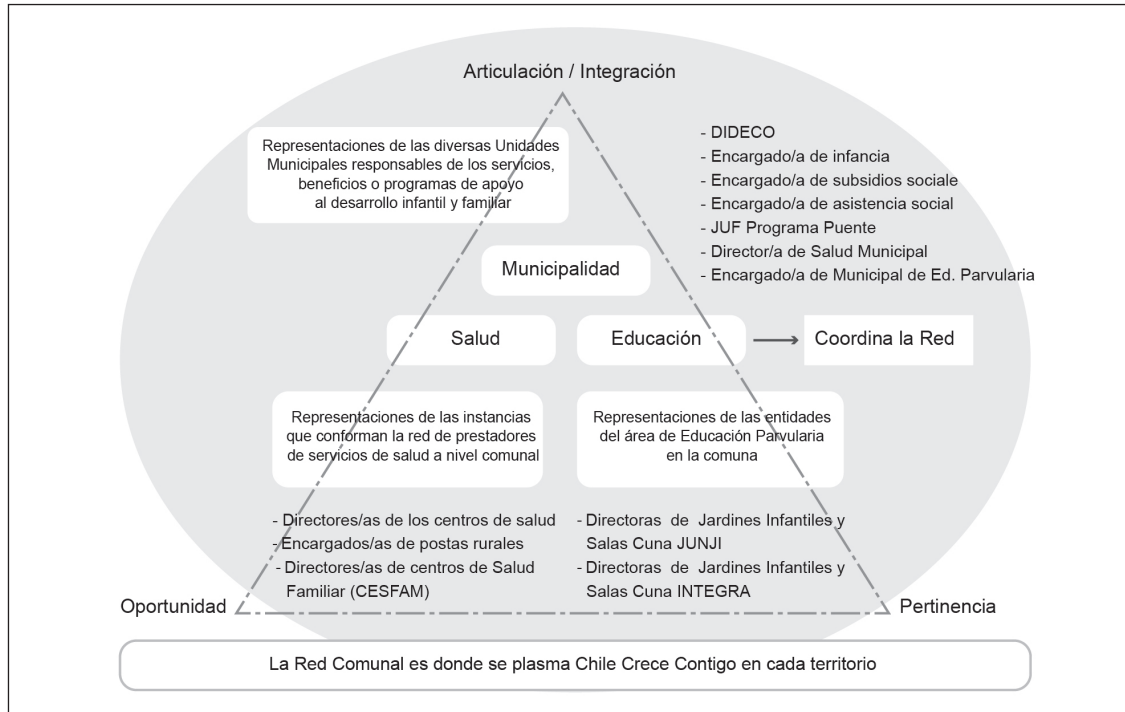 Articulación / Integración
Representaciones de las diversas Unidades
Municipales responsables de los servicios,
beneficios o programas de apoyo
al desarrollo infantil y familiar
- DIDECO
- Encargado/a de infancia
- Encargado/a de subsidios sociale
- Encargado/a de asistencia social
- JUF Programa Puente
- Director/a de Salud Municipal
- Encargado/a de Municipal de Ed. Parvularia
Municipalidad
Salud
Educación
Coordina la Red
Representaciones de las instancias
que conforman la red de prestadores
de servicios de salud a nivel comunal
Representaciones de las entidades
del área de Educación Parvularia
en la comuna
- Directores/as de los centros de salud
- Encargados/as de postas rurales
- Directores/as de centros de Salud
Familiar (CESFAM)
- Directoras de Jardines Infantiles y
Salas Cuna JUNJI
- Directoras de Jardines Infantiles y
Salas Cuna INTEGRA
Oportunidad
Pertinencia
La Red Comunal es donde se plasma Chile Crece Contigo en cada territorio